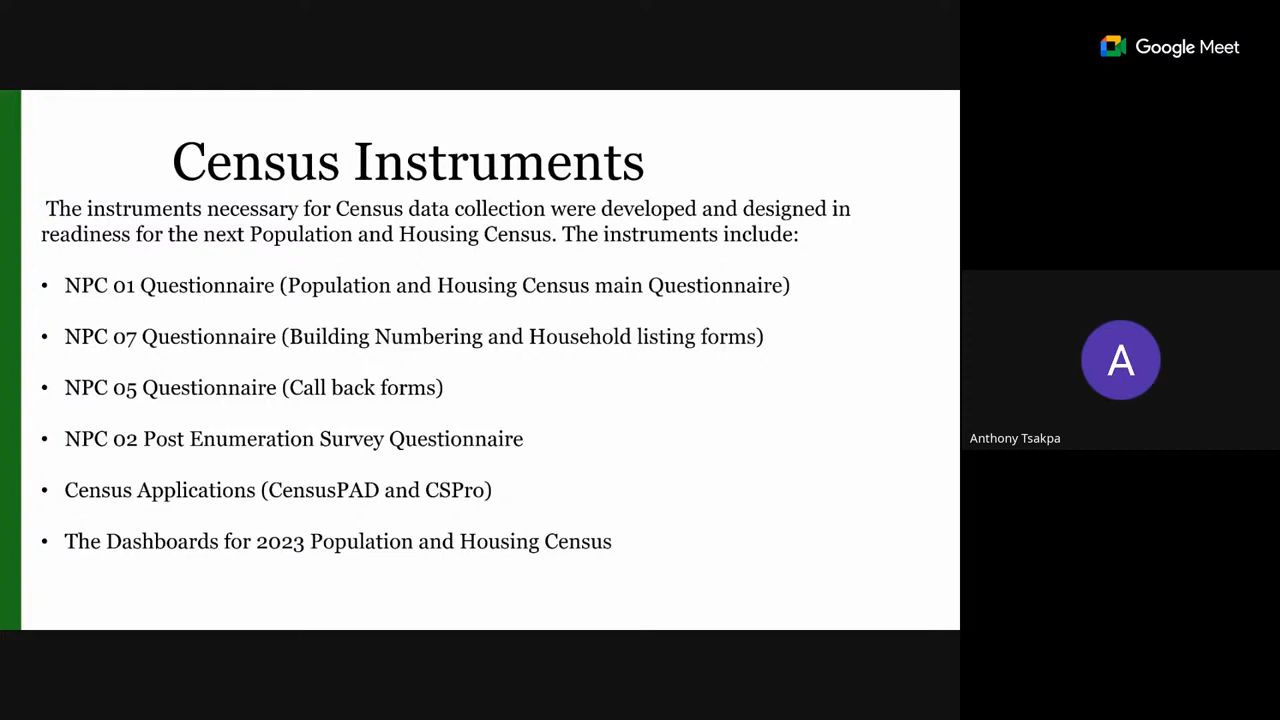 Google Meet
Census Instruments
The instruments necessary for Census data collection were developed and designed in
readiness for the next Population and Housing Census. The instruments include:
• NPC 01 Questionnaire (Population and Housing Census main Questionnaire)
• NPC 07 Questionnaire (Building Numbering and Household listing forms)
• NPC 05 Questionnaire (Call back forms)
• NPC 02 Post Enumeration Survey Questionnaire
• Census Applications (CensusPAD and CSPro)
• The Dashboards for 2023 Population and Housing Census
A
Anthony Tsakpa